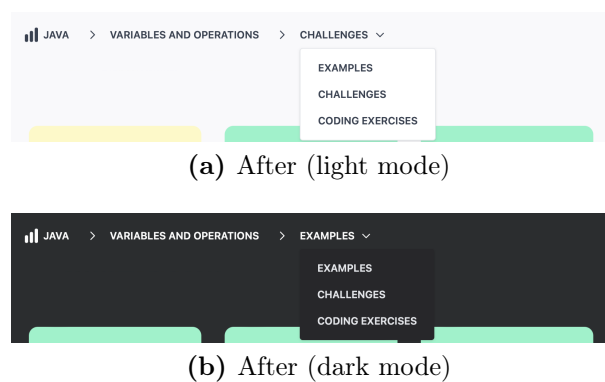 JAVA > VARIABLES AND OPERATIONS > CHALLENGES
EXAMPLES
CHALLENGES
CODING EXERCISES
(a) After (light mode)
JAVA > VARIABLES AND OPERATIONS > EXAMPLES
EXAMPLES
CHALLENGES
CODING EXERCISES
(b) After (dark mode)